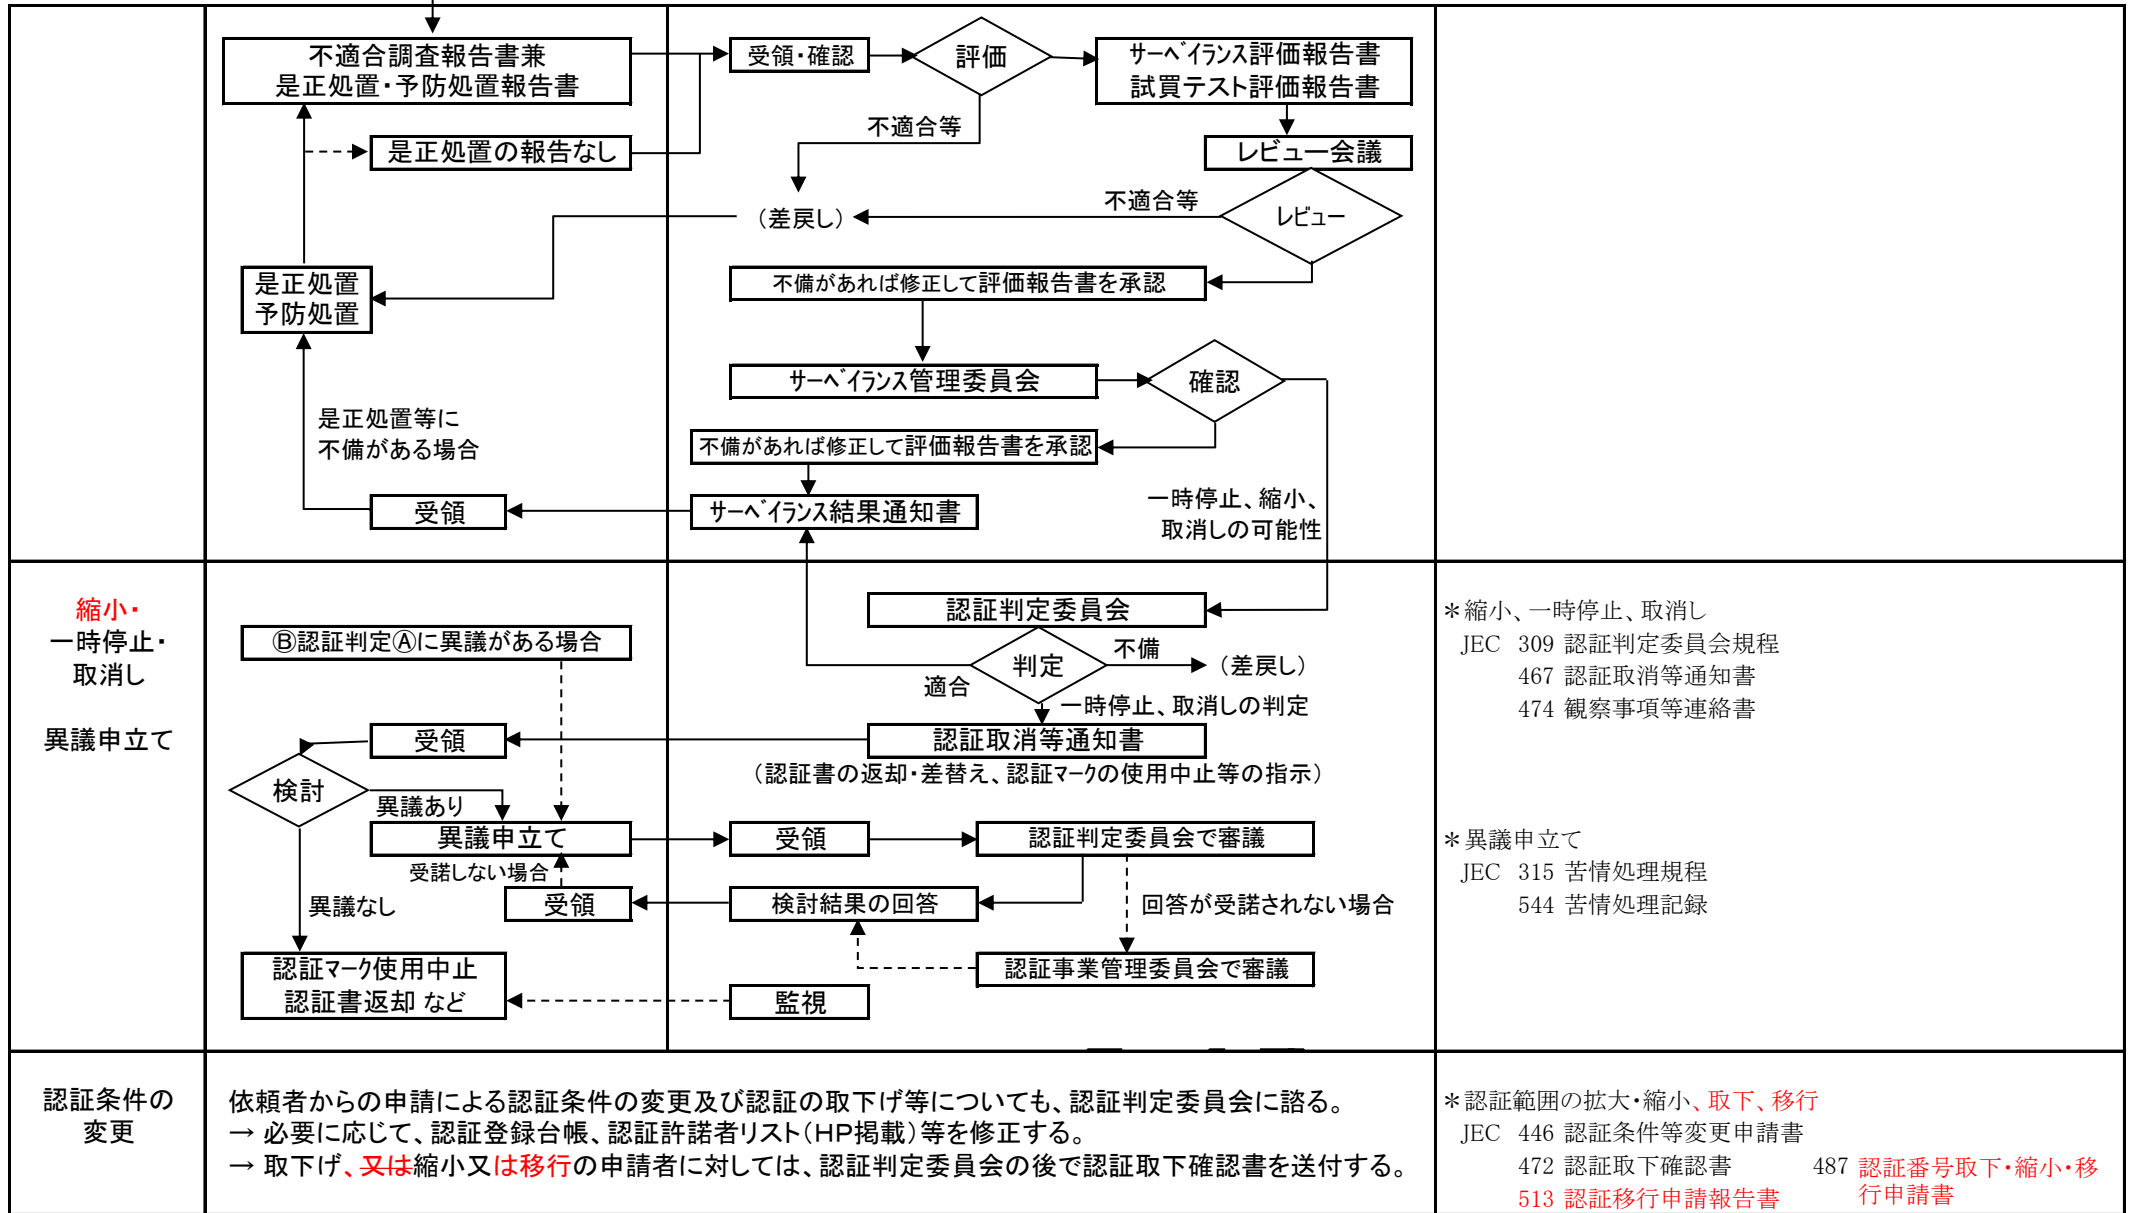 不適合調査報告書兼
是正処置・予防処置報告書
受領・確認
評価
サーベイランス評価報告書
試買テスト評価報告書
不適合等
是正処置の報告なし
レビュー会議
不適合等
レビュー
（差戻し）
是正処置
予防処置
不備があれば修正して評価報告書を承認
サーベイランス管理委員会
確認
是正処置等に
不備がある場合
不備があれば修正して評価報告書を承認
一時停止、縮小、
取消しの可能性
受領
サーベイランス結果通知書
縮小・
一時停止・
取消し
異議申立て
認証判定委員会
Ⓑ認証判定Ⓐに異議がある場合
判定
不備
（差戻し）
適合
一時停止、取消しの判定
受領
認証取消等通知書
（認証書の返却・差替え、認証マークの使用中止等の指示）
検討
異議あり
異議申立て
受領
認証判定委員会で審議
受諾しない場合
異議なし
受領
検討結果の回答
回答が受諾されない場合
認証マーク使用中止
認証書返却 など
認証事業管理委員会で審議
監視
＊縮小、一時停止、取消し
JEC 309 認証判定委員会規程
467 認証取消等通知書
474 観察事項等連絡書
＊異議申立て
JEC 315 苦情処理規程
544 苦情処理記録
認証条件の
変更
依頼者からの申請による認証条件の変更及び認証の取下げ等についても、認証判定委員会に諮る。
→ 必要に応じて、認証登録台帳、認証許諾者リスト（HP掲載）等を修正する。
→ 取下げ、又は縮小又は移行の申請者に対しては、認証判定委員会の後で認証取下確認書を送付する。
＊認証範囲の拡大・縮小、取下、移行
JEC 446 認証条件等変更申請書
472 認証取下確認書 487 認証番号取下・縮小・移
行申請書
513 認証移行申請報告書